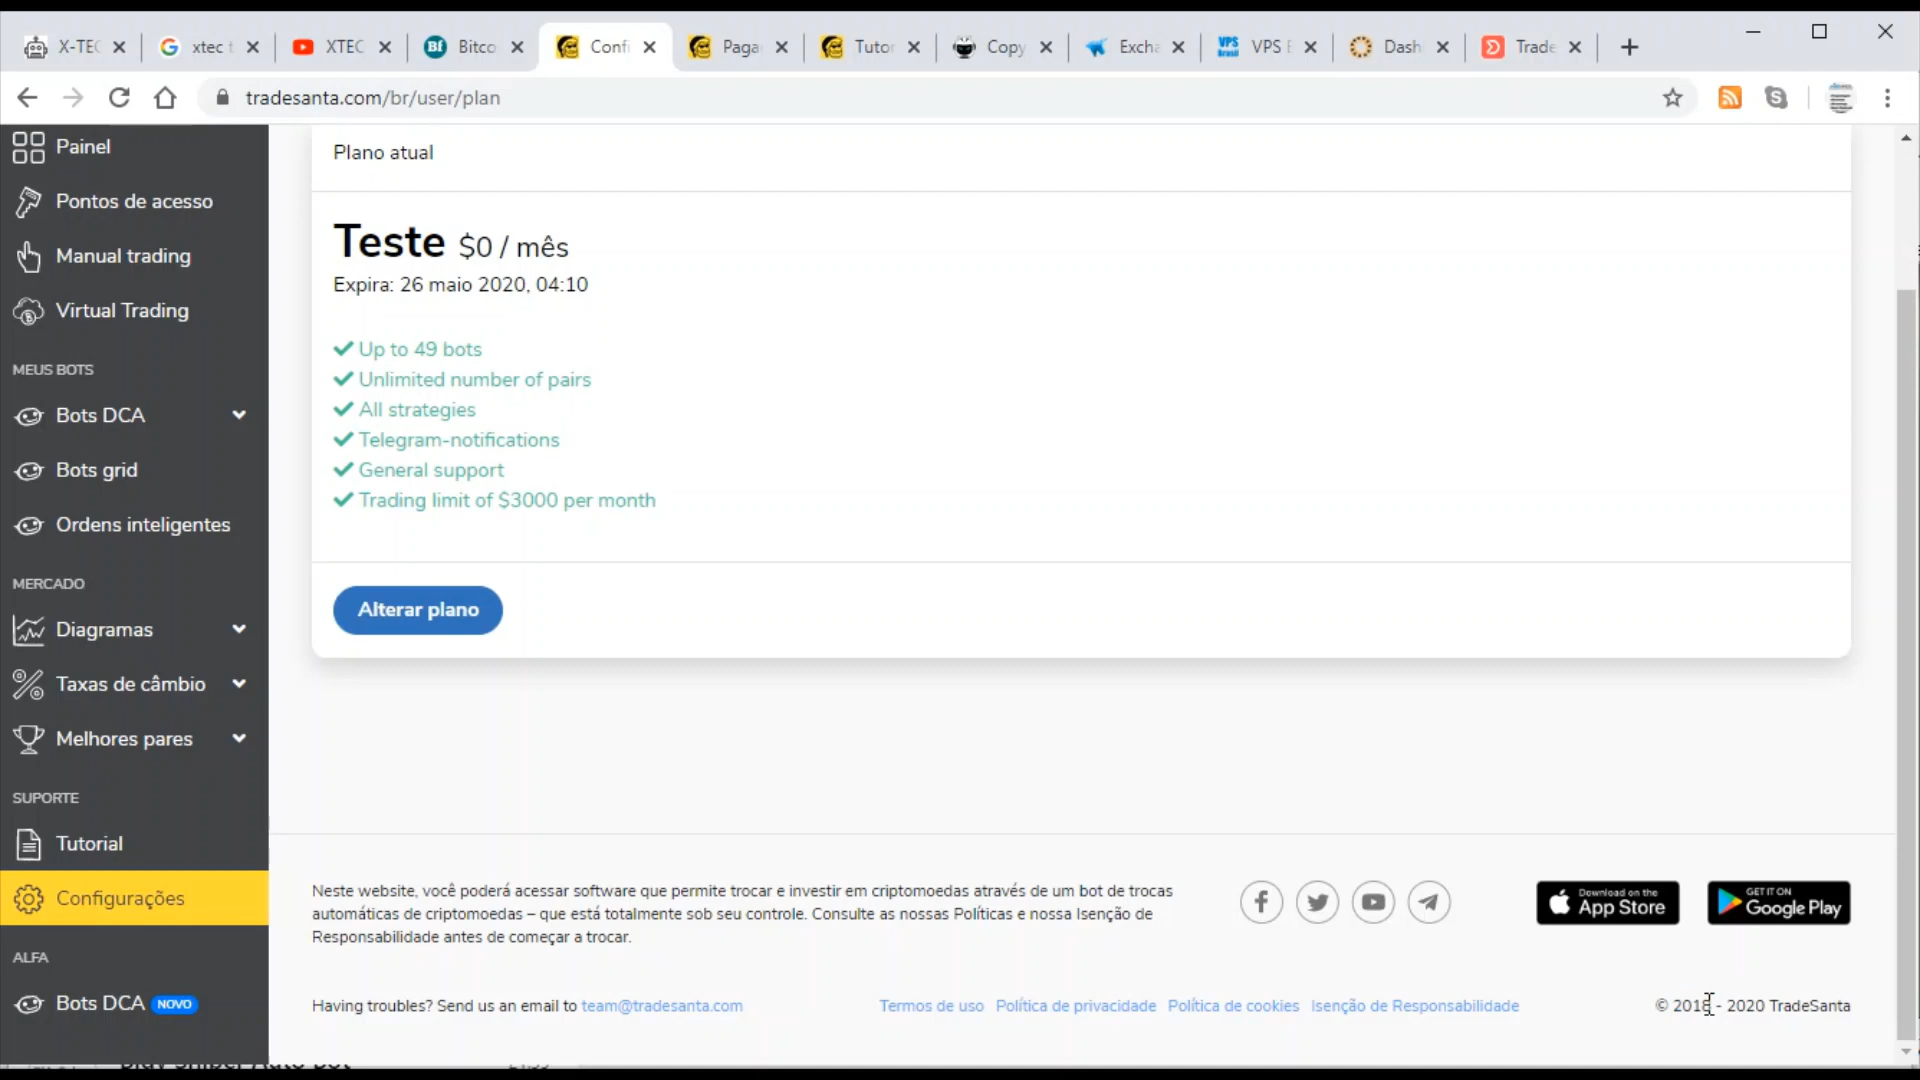 X-TEC
xtec t
XTEC
Bf Bitco
Conf
Paga
Tutor
Copy
Exch
VPS Brasil VPS
Dash
Trade
tradesanta.com/br/user/plan
Painel
Pontos de acesso
Manual trading
Virtual Trading
MEUS BOTS
Bots DCA
Bots grid
Ordens inteligentes
MERCADO
Diagramas
Taxas de câmbio
Melhores pares
SUPORTE
Tutorial
Configurações
ALFA
Bots DCA NOVO
Plano atual
Teste $0 / mês
Expira: 26 maio 2020, 04:10
Up to 49 bots
Unlimited number of pairs
All strategies
Telegram-notifications
General support
Trading limit of $3000 per month
Alterar plano
Neste website, você poderá acessar software que permite trocar e investir em criptomoedas através de um bot de trocas
automáticas de criptomoedas – que está totalmente sob seu controle. Consulte as nossas Políticas e nossa Isenção de
Responsabilidade antes de começar a trocar.
Download on the
App Store
GET IT ON
Google Play
Having troubles? Send us an email to team@tradesanta.com
Termos de uso Política de privacidade Política de cookies Isenção de Responsabilidade
© 2018 - 2020 TradeSanta